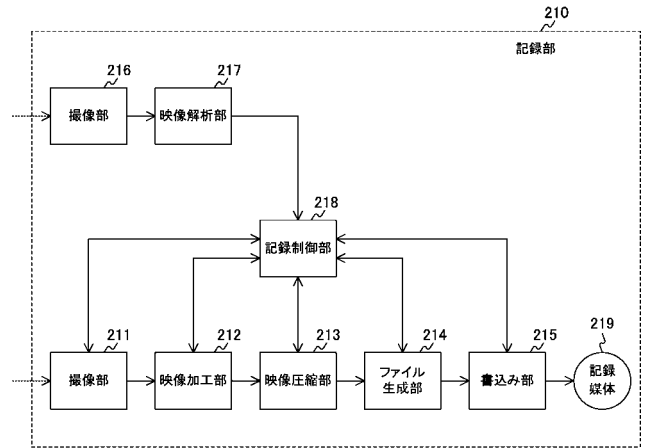 210
記録部
216
217
撮像部
映像解析部
218
記録制御部
211
212
213
214
215
219
撮像部
映像加工部
映像圧縮部
ファイル
生成部
書込み部
記録
媒体